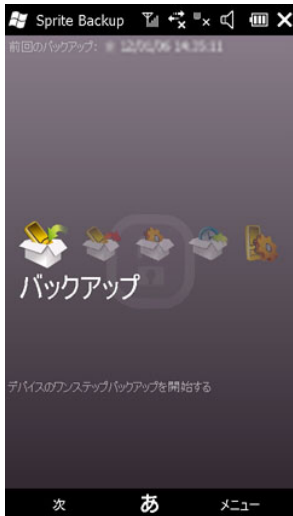 Sprite Backup
前回のバックアップ: 12/01/06 14:35:11
バックアップ
デバイスのワンステップバックアップを開始する
次 あ メニュー